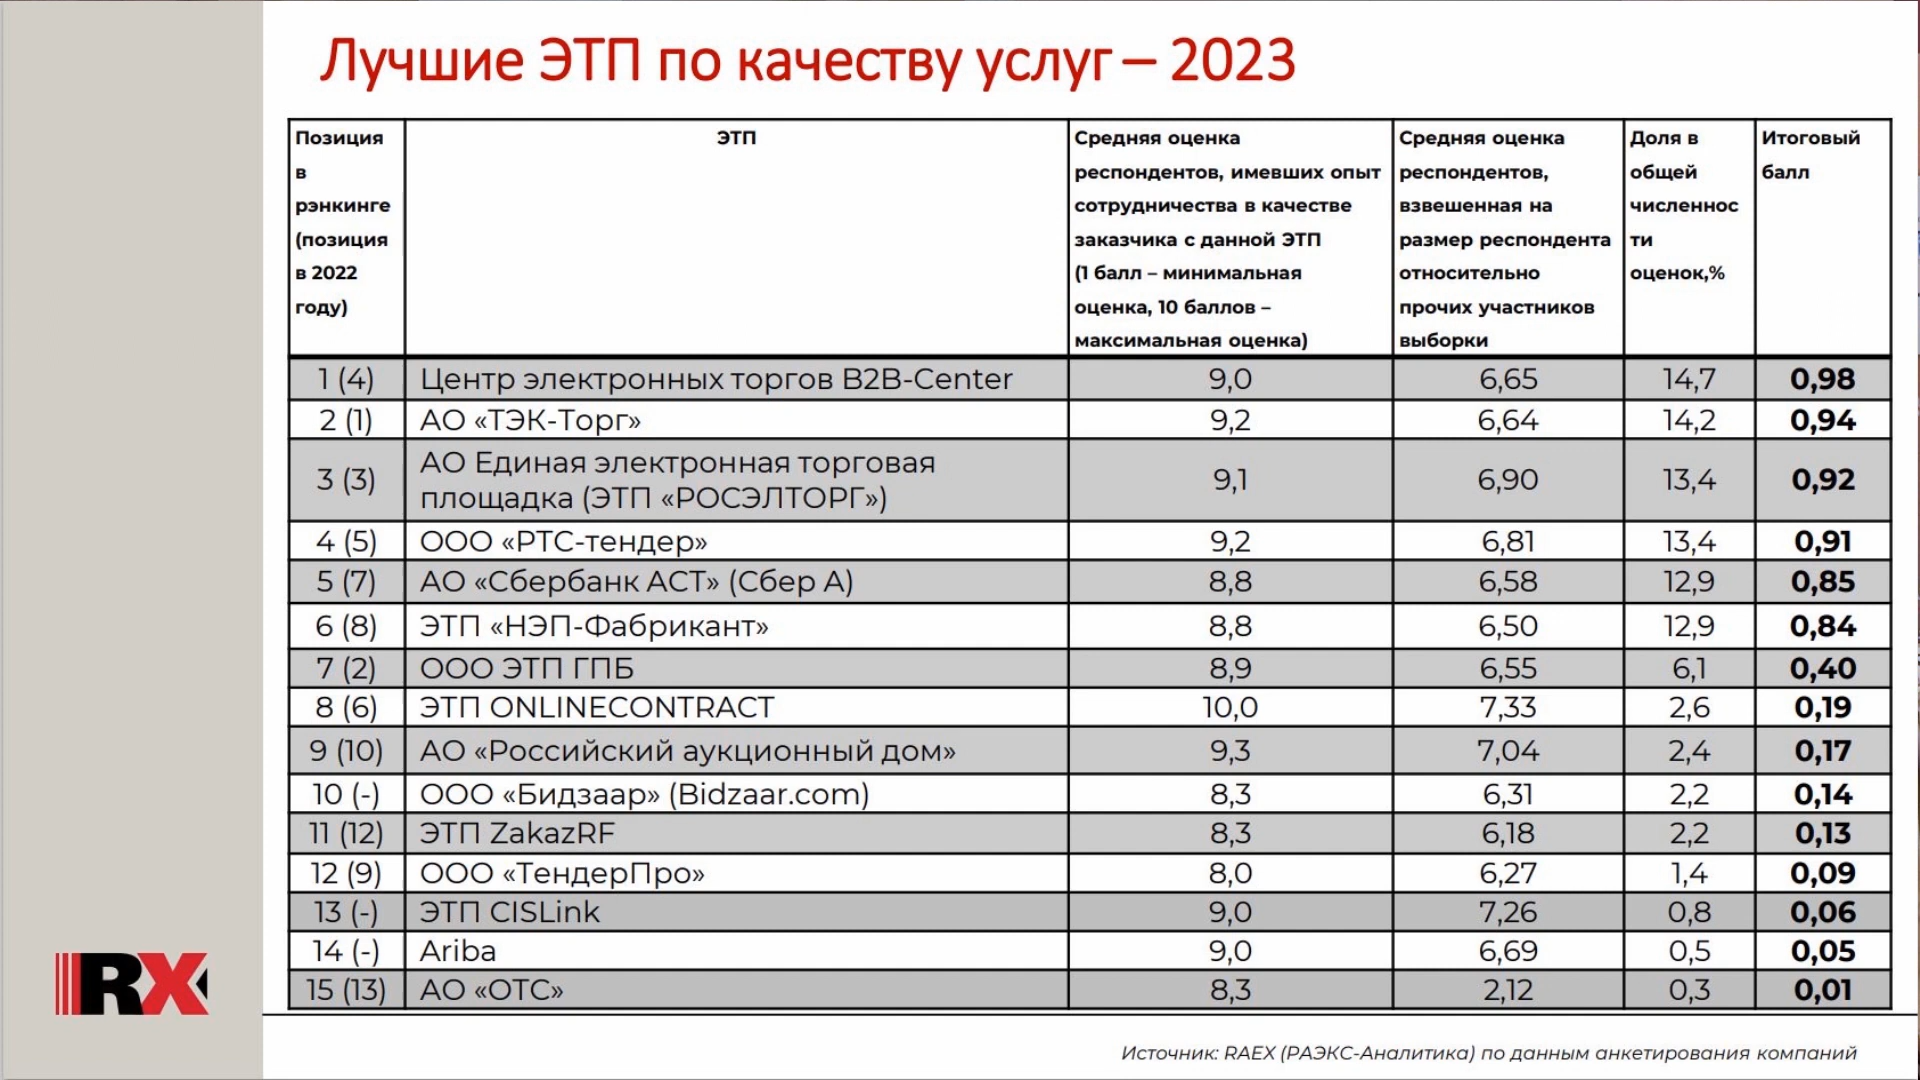 Лучшие ЭТП по качеству услуг – 2023
Позиция
в
рэнкинге
(позиция
в 2022
году)
ЭТП
Средняя оценка
респондентов, имевших опыт
сотрудничества в качестве
заказчика с данной ЭТП
(1 балл – минимальная
оценка, 10 баллов –
максимальная оценка)
Средняя оценка
респондентов,
взвешенная на
размер респондента
относительно
прочих участников
выборки
Доля в
общей
численнос
ти
оценок,%
Итоговый
балл
1 (4) Центр электронных торгов B2B-Center 9,0 6,65 14,7 0,98
2 (1) АО «ТЭК-Торг» 9,2 6,64 14,2 0,94
3 (3) АО Единая электронная торговая
площадка (ЭТП «РОСЭЛТОРГ») 9,1 6,90 13,4 0,92
4 (5) ООО «РТС-тендер» 9,2 6,81 13,4 0,91
5 (7) АО «Сбербанк АСТ» (Сбер А) 8,8 6,58 12,9 0,85
6 (8) ЭТП «НЭП-Фабрикант» 8,8 6,50 12,9 0,84
7 (2) ООО ЭТП ГПБ 8,9 6,55 6,1 0,40
8 (6) ЭТП ONLINECONTRACT 10,0 7,33 2,6 0,19
9 (10) АО «Российский аукционный дом» 9,3 7,04 2,4 0,17
10 (-) ООО «Бидзаар» (Bidzaar.com) 8,3 6,31 2,2 0,14
11 (12) ЭТП ZakazRF 8,3 6,18 2,2 0,13
12 (9) ООО «ТендерПро» 8,0 6,27 1,4 0,09
13 (-) ЭТП CISLink 9,0 7,26 0,8 0,06
14 (-) Ariba 9,0 6,69 0,5 0,05
15 (13) АО «ОТС» 8,3 2,12 0,3 0,01
RX
Источник: RAEX (РАЭКС-Аналитика) по данным анкетирования компаний